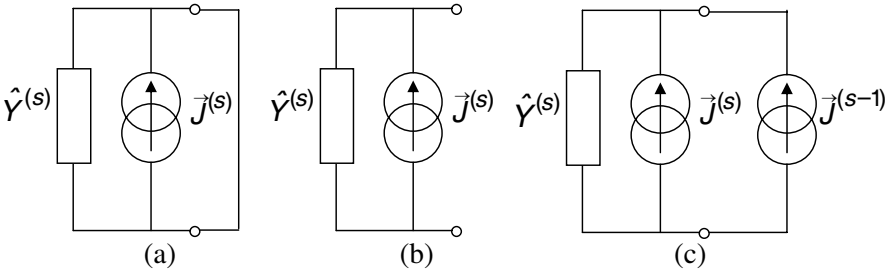 Ŷ⁽ˢ⁾ J⃗⁽ˢ⁾ Ŷ⁽ˢ⁾ J⃗⁽ˢ⁾ Ŷ⁽ˢ⁾ J⃗⁽ˢ⁾ J⃗⁽ˢ⁻¹⁾
(a) (b) (c)